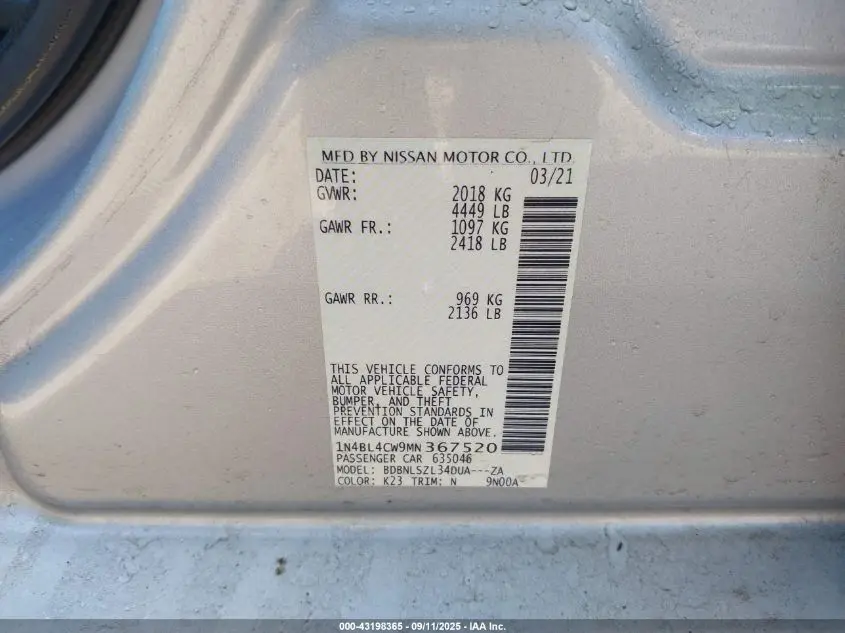 MFD BY NISSAN MOTOR CO., LTD.
DATE: 03/21
GVWR: 2018 KG
4449 LB
GAWR FR.: 1097 KG
2418 LB
GAWR RR.: 969 KG
2136 LB
THIS VEHICLE CONFORMS TO
ALL APPLICABLE FEDERAL
MOTOR VEHICLE SAFETY,
BUMPER, AND THEFT
PREVENTION STANDARDS IN
EFFECT ON THE DATE OF
MANUFACTURE SHOWN ABOVE.
1N4BL4CW9MN367520
PASSENGER CAR 635046
MODEL: BDBNLSZL34DUA---ZA
COLOR: K23 TRIM: N 9N00A
000-43198365 - 09/11/2025 - IAA Inc.